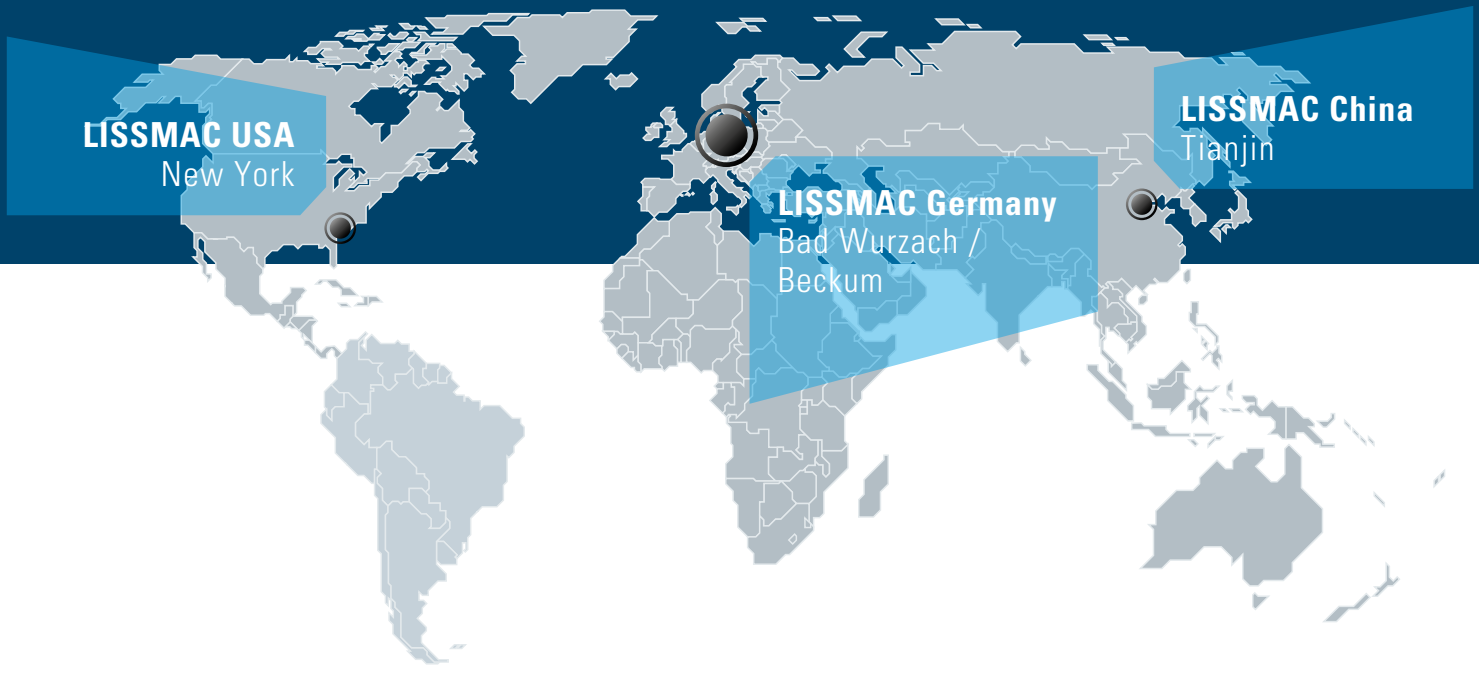 LISSMAC USA
New York
LISSMAC Germany
Bad Wurzach /
Beckum
LISSMAC China
Tianjin